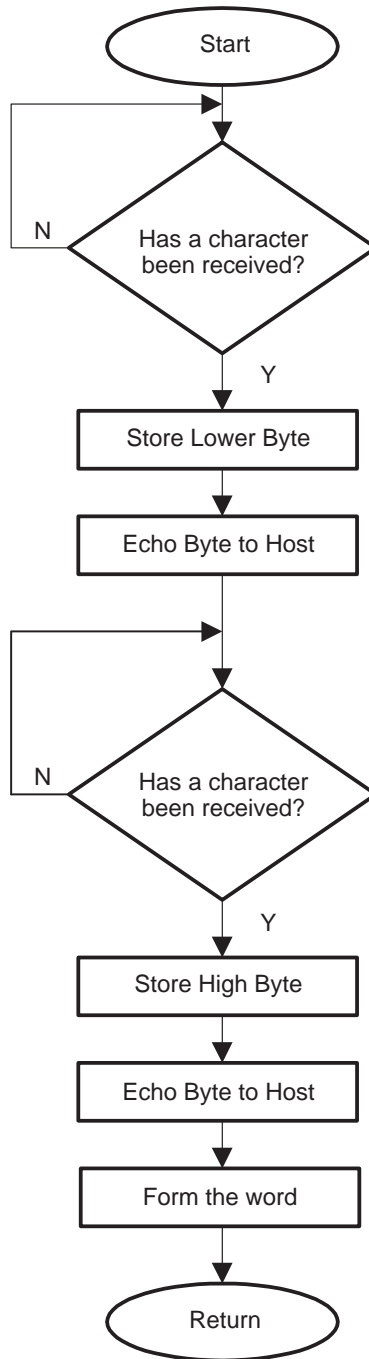 Start
Has a character
been received?
N
Y
Store Lower Byte
Echo Byte to Host
Has a character
been received?
N
Y
Store High Byte
Echo Byte to Host
Form the word
Return